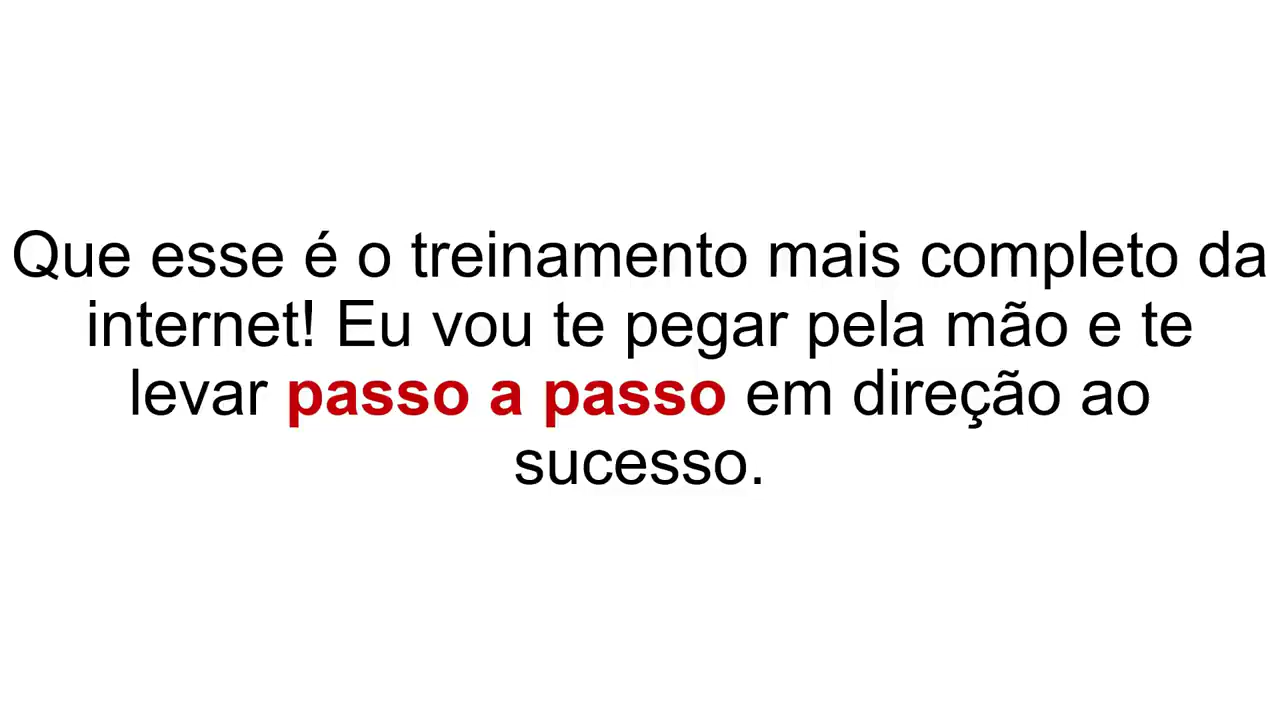 Que esse é o treinamento mais completo da
internet! Eu vou te pegar pela mão e te
levar passo a passo em direção ao
sucesso.